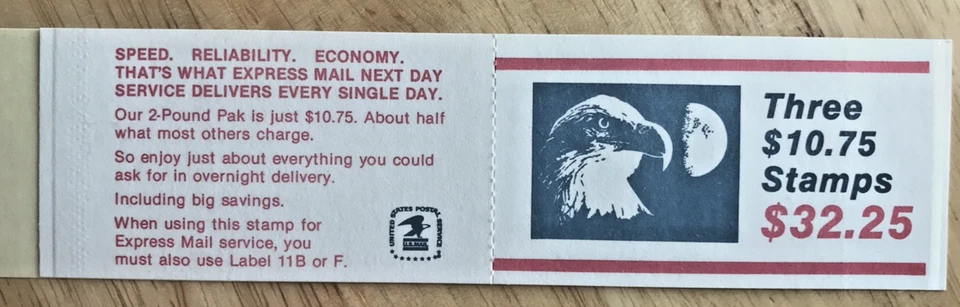 SPEED. RELIABILITY. ECONOMY.
THAT'S WHAT EXPRESS MAIL NEXT DAY
SERVICE DELIVERS EVERY SINGLE DAY.
Our 2-Pound Pak is just $10.75. About half
what most others charge.
So enjoy just about everything you could
ask for in overnight delivery.
Including big savings.
When using this stamp for
Express Mail service, you
must also use Label 11B or F.
UNITED STATES POSTAL SERVICE
U.S.MAIL
Three
$10.75
Stamps
$32.25